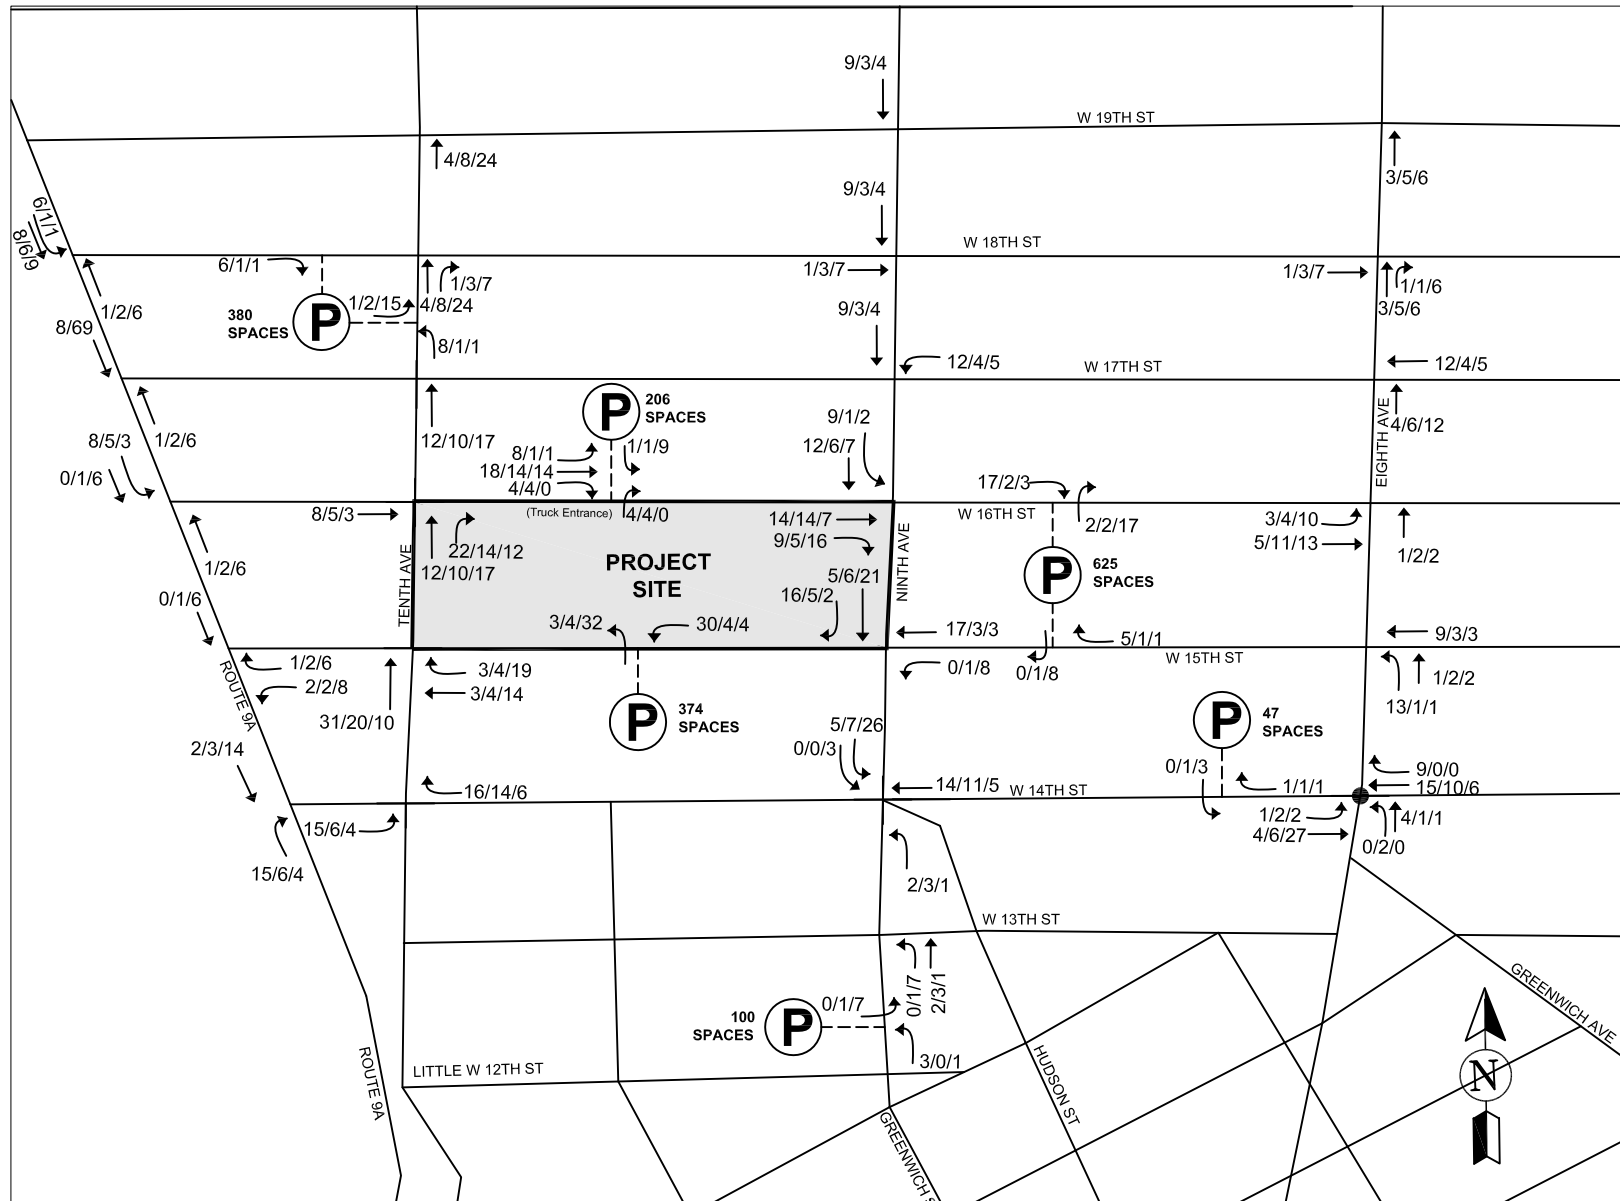 9/3/4
W 19TH ST
4/8/24
3/5/6
9/3/4
6/1/1
8/6/9
W 18TH ST
6/1/1
1/3/7
1/3/7
1/3/7
1/1/6
1/2/15
4/8/24
3/5/6
9/3/4
1/2/6
380
SPACES
P
8/69
8/1/1
12/4/5
W 17TH ST
12/4/5
206
SPACES
P
9/1/2
4/6/12
EIGHTH AVE
8/5/3
1/2/6
12/10/17
8/1/1
1/1/9
12/6/7
18/14/14
0/1/6
4/4/0
17/2/3
8/5/3
(Truck Entrance)
4/4/0
14/14/7
W 16TH ST
2/2/17
3/4/10
9/5/16
5/11/13
22/14/12
12/10/17
1/2/2
PROJECT
SITE
1/2/6
TENTH AVE
NINTH AVE
5/6/21
16/5/2
P
625
SPACES
0/1/6
3/4/32
30/4/4
17/3/3
5/1/1
9/3/3
W 15TH ST
1/2/6
3/4/19
0/1/8
0/1/8
1/2/2
2/2/8
3/4/14
13/1/1
ROUTE 9A
31/20/10
374
SPACES
P
5/7/26
0/0/3
47
SPACES
P
2/3/14
0/1/3
9/0/0
16/14/6
14/11/5
W 14TH ST
1/1/1
15/10/6
15/6/4
1/2/2
4/1/1
4/6/27
0/2/0
15/6/4
2/3/1
W 13TH ST
GREENWICH AVE
0/1/7
2/3/1
100
SPACES
P
0/1/7
3/0/1
LITTLE W 12TH ST
ROUTE 9A
HUDSON ST
GREENWICH S
N